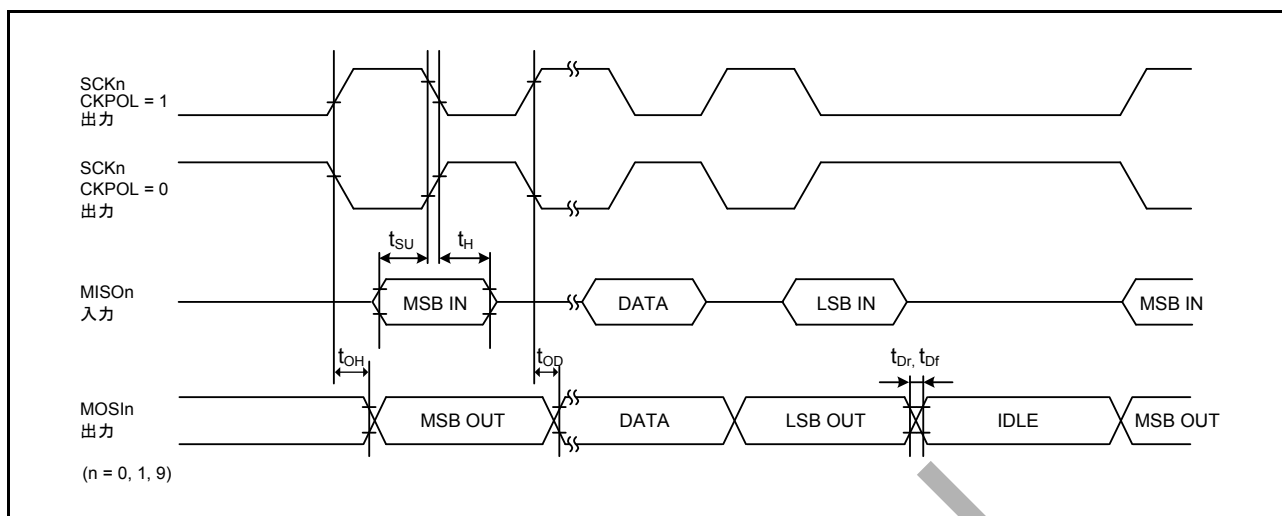 SCKn
CKPOL = 1
出力
SCKn
CKPOL = 0
出力
tSU
tH
MISOn
入力
MSB IN
DATA
LSB IN
MSB IN
tOH
tOD
tDr, tDf
MOSIn
出力
MSB OUT
DATA
LSB OUT
IDLE
MSB OUT
(n = 0, 1, 9)